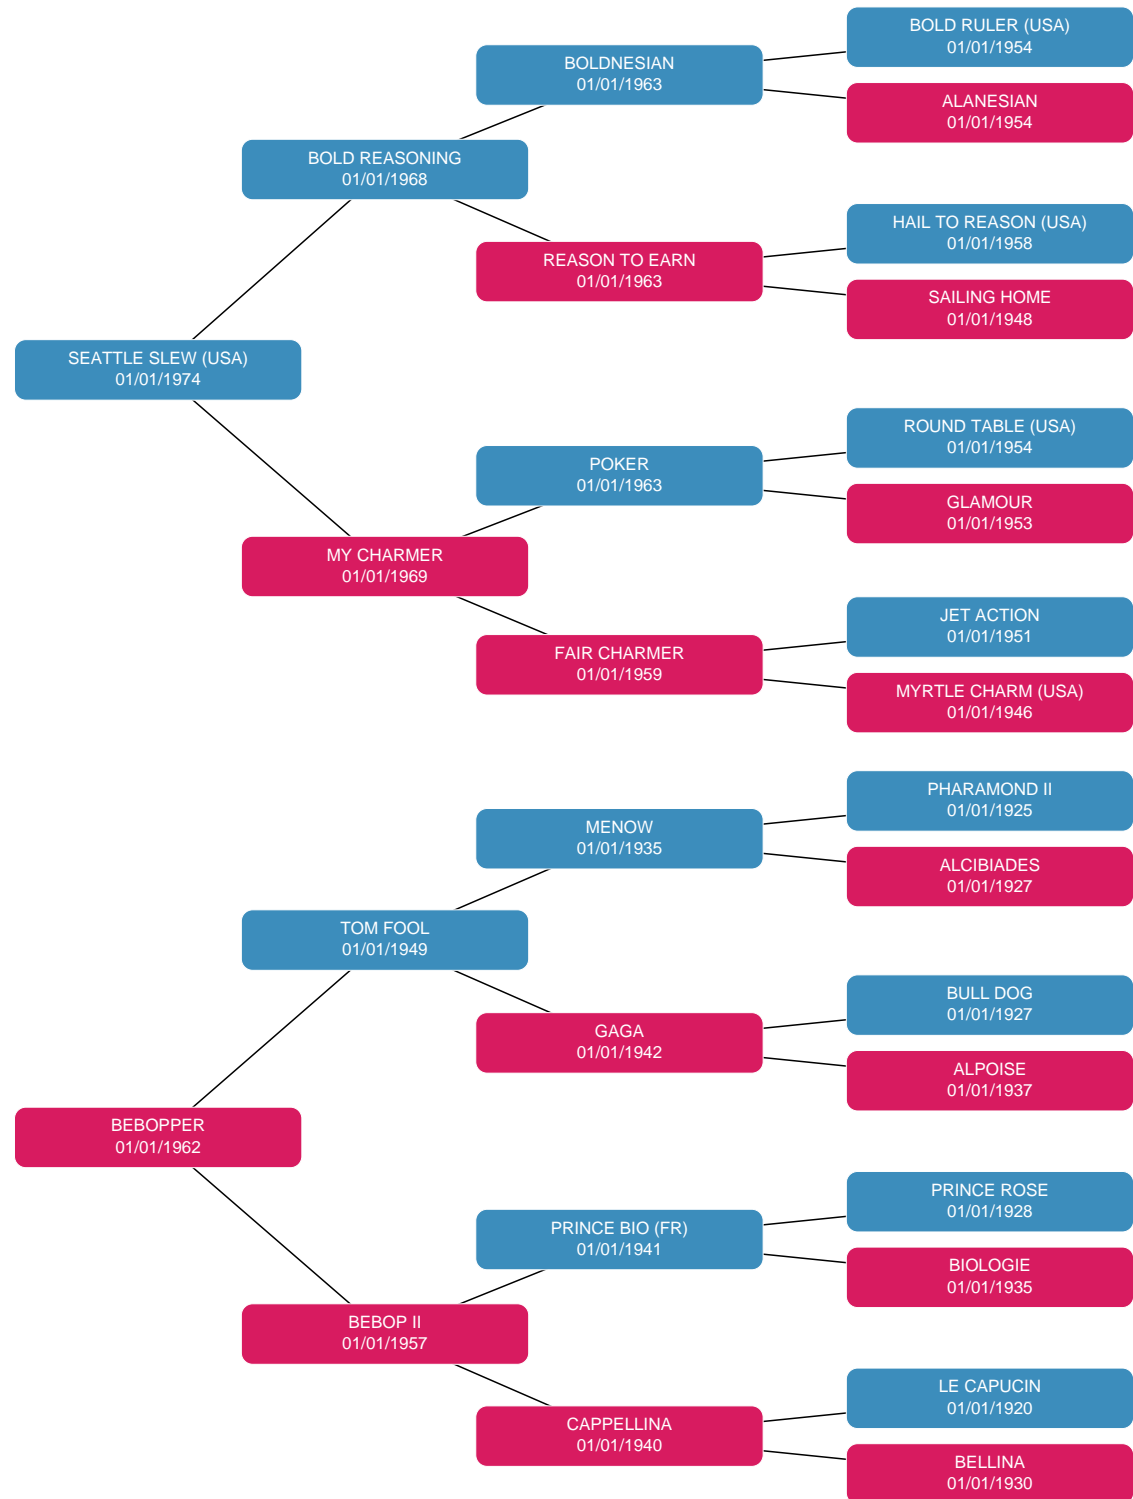 BOLD RULER (USA)
01/01/1954
BOLDNESIAN
01/01/1963
ALANESIAN
01/01/1954
BOLD REASONING
01/01/1968
HAIL TO REASON (USA)
01/01/1958
REASON TO EARN
01/01/1963
SAILING HOME
01/01/1948
SEATTLE SLEW (USA)
01/01/1974
ROUND TABLE (USA)
01/01/1954
POKER
01/01/1963
GLAMOUR
01/01/1953
MY CHARMER
01/01/1969
JET ACTION
01/01/1951
FAIR CHARMER
01/01/1959
MYRTLE CHARM (USA)
01/01/1946
PHARAMOND II
01/01/1925
MENOW
01/01/1935
ALCIBIADES
01/01/1927
TOM FOOL
01/01/1949
BULL DOG
01/01/1927
GAGA
01/01/1942
ALPOISE
01/01/1937
BEBOPPER
01/01/1962
PRINCE ROSE
01/01/1928
PRINCE BIO (FR)
01/01/1941
BIOLOGIE
01/01/1935
BEBOP II
01/01/1957
LE CAPUCIN
01/01/1920
CAPPELLINA
01/01/1940
BELLINA
01/01/1930